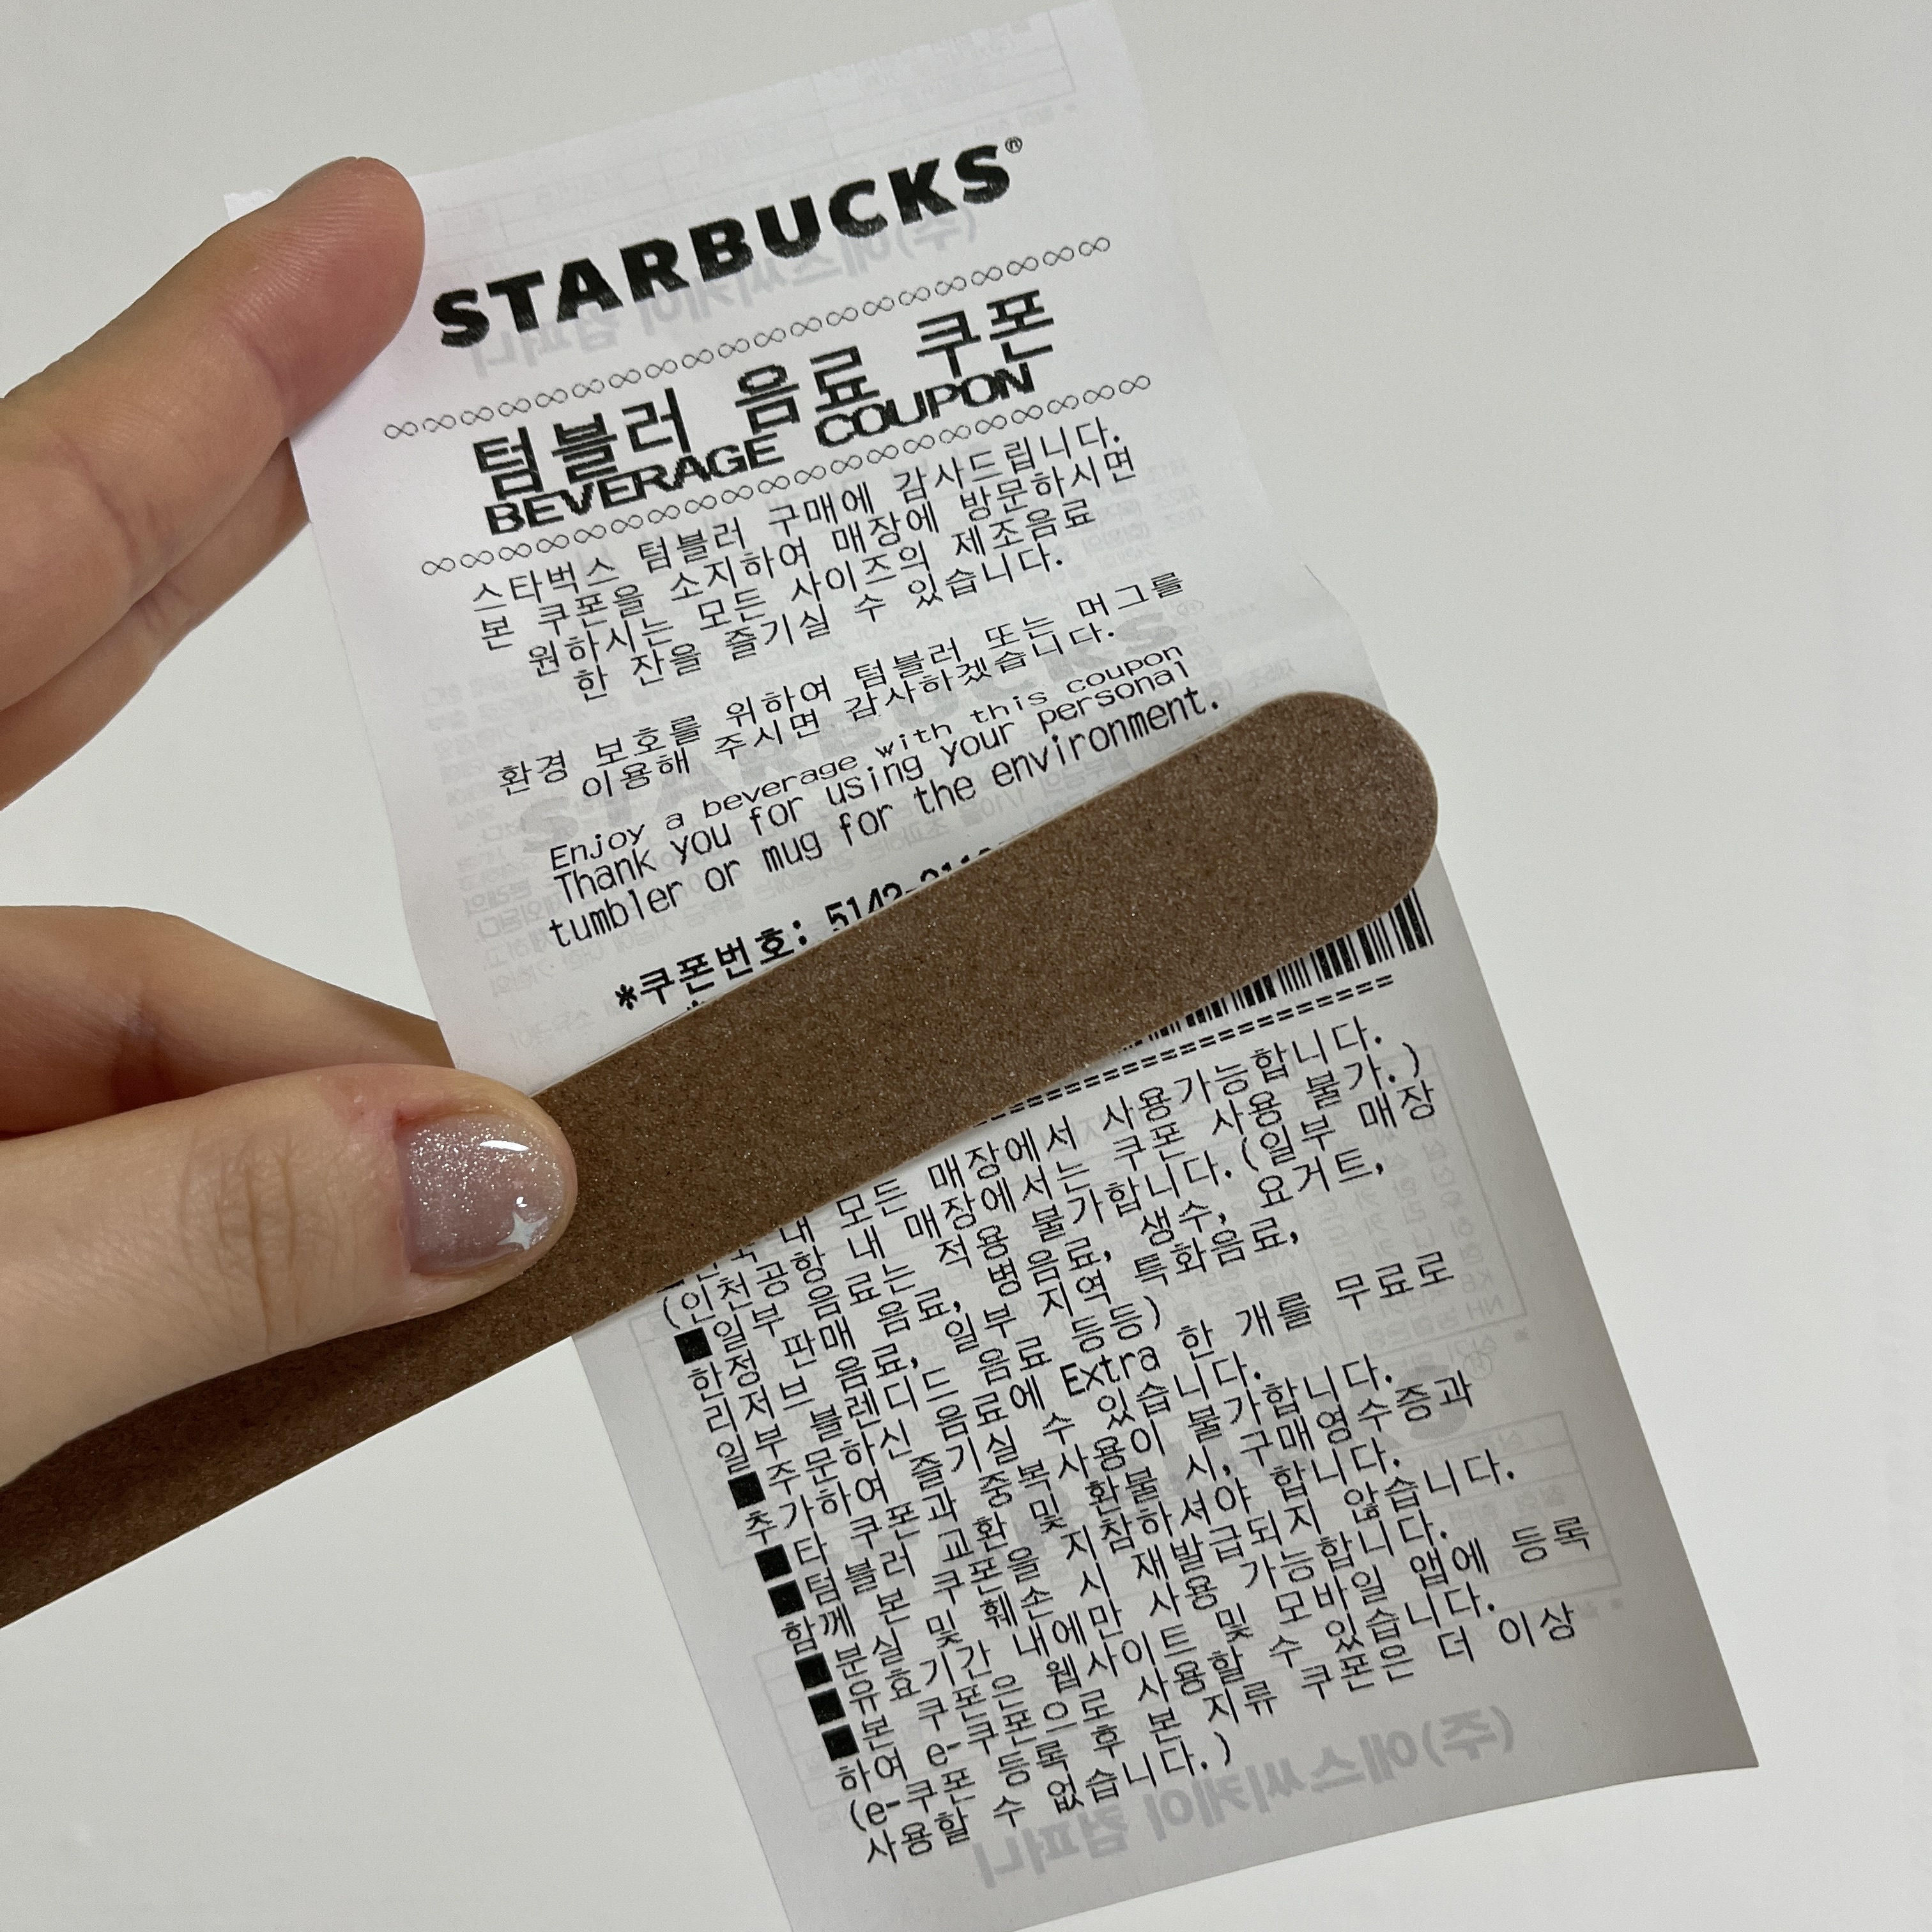 STARBUCKS®
텀블러 음료 쿠폰
BEVERAGE COUPON
스타벅스 텀블러 구매에 감사드립니다.
본 쿠폰을 소지하여 매장에 방문하시면
원하시는 모든 사이즈의 제조음료
한 잔을 즐기실 수 있습니다.
환경 보호를 위하여 텀블러 또는 머그를
이용해 주시면 감사하겠습니다.
Enjoy a beverage with this coupon
Thank you for using your personal
tumbler or mug for the environment.
*쿠폰번호: 5142-
내 모든 매장에서 사용가능합니다.
(인천공항 내 매장에서는 쿠폰 사용 불가.)
■일부 음료는 적용 불가합니다.(일부 매장
한정 판매 음료, 병음료, 생수, 요거트,
리저브 음료, 일부 지역 특화음료,
일부 블렌디드 음료 등등)
■주문하신 음료에 Extra 한 개를 무료로
추가하여 즐기실 수 있습니다.
■타 쿠폰과 중복사용이 불가합니다.
■텀블러 교환 및 환불 시, 구매영수증과
함께 본 쿠폰을 지참하셔야 합니다.
■분실 및 훼손 시 재발급되지 않습니다.
■유효기간 내에만 사용 가능합니다.
■본 쿠폰은 웹사이트 및 모바일 앱에 등록
하여 e-쿠폰으로 사용할 수 있습니다.
(e-쿠폰 등록 후 본 지류 쿠폰은 더 이상
사용할 수 없습니다.)